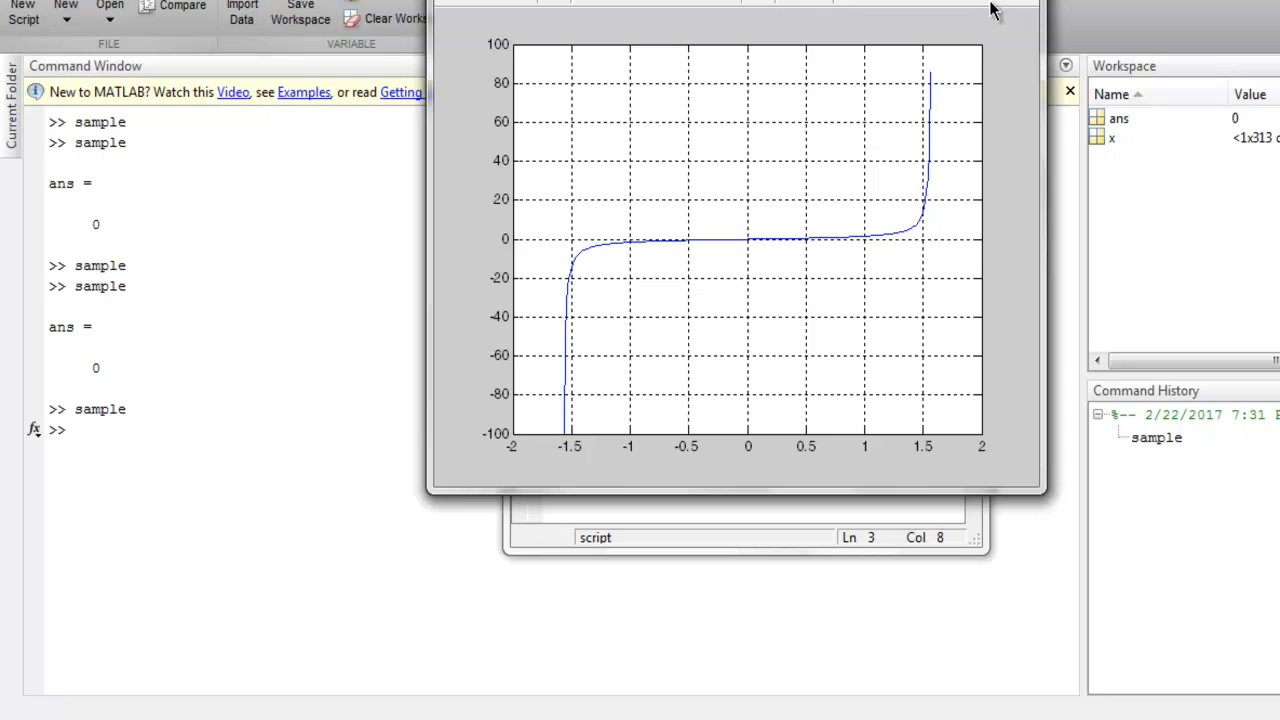 New
Script
New
Open
Compare
Import
Data
Save
Workspace
Clear Works
FILE
VARIABLE
Current Folder
Command Window
New to MATLAB? Watch this Video, see Examples, or read Getting
>> sample
>> sample
ans =
0
>> sample
>> sample
ans =
0
>> sample
fx >>
100
80
60
40
20
0
-20
-40
-60
-80
-100
-2 -1.5 -1 -0.5 0 0.5 1 1.5 2
script
Ln 3 Col 8
Workspace
Name Value
ans 0
x <1x313 d
Command History
%-- 2/22/2017 7:31
sample